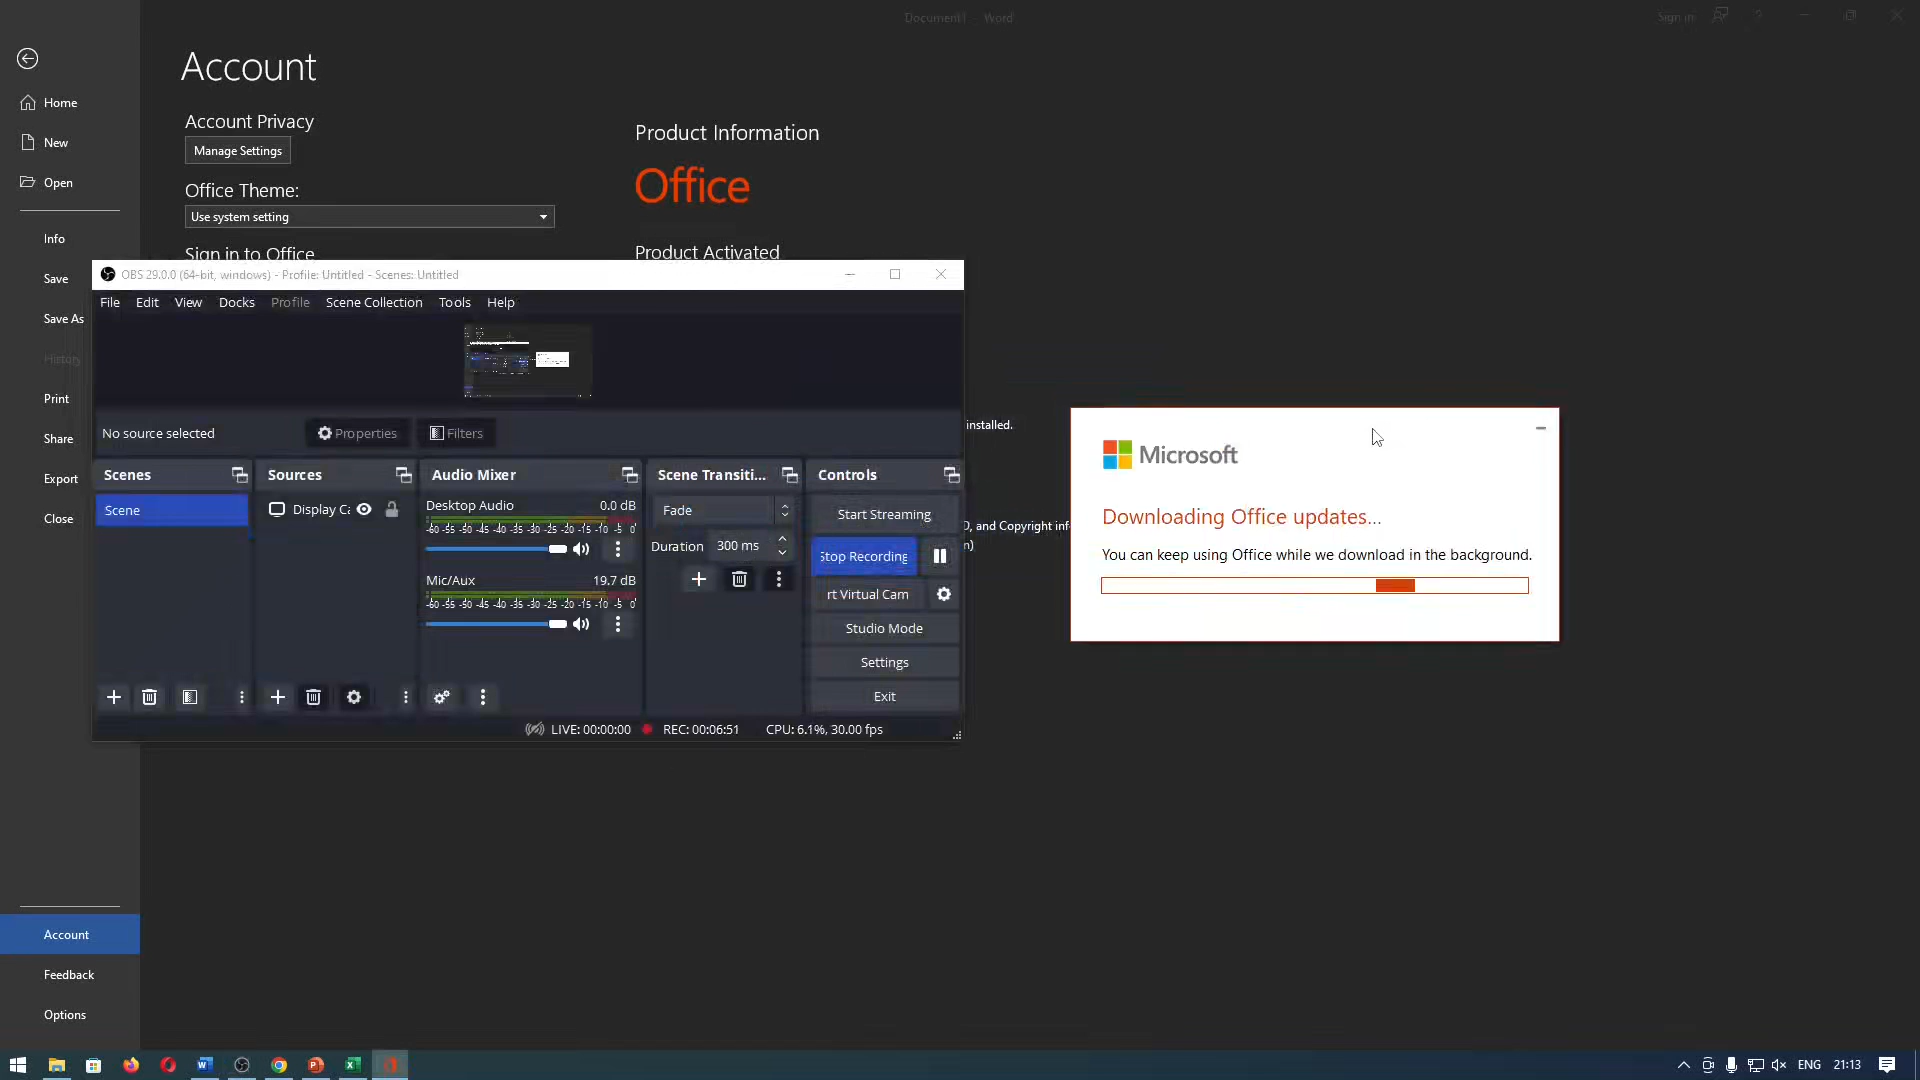 Document1 - Word
Sign in
?
Account
Home
New
Open
Info
Save
Save As
History
Print
Share
Export
Close
Account
Feedback
Options
Account Privacy
Manage Settings
Office Theme:
Use system setting
Sign in to Office
Product Information
Office
Product Activated
installed.
, and Copyright inf
n)
OBS 29.0.0 (64-bit, windows) - Profile: Untitled - Scenes: Untitled
File Edit View Docks Profile Scene Collection Tools Help
No source selected
Properties
Filters
Scenes
Sources
Audio Mixer
Scene Transiti...
Controls
Scene
Display Ca
Desktop Audio 0.0 dB
-60 -55 -50 -45 -40 -35 -30 -25 -20 -15 -10 -5 0
Mic/Aux 19.7 dB
-60 -55 -50 -45 -40 -35 -30 -25 -20 -15 -10 -5 0
Fade
Duration 300 ms
Start Streaming
Stop Recording
rt Virtual Cam
Studio Mode
Settings
Exit
LIVE: 00:00:00 REC: 00:06:51 CPU: 6.1%, 30.00 fps
Microsoft
Downloading Office updates...
You can keep using Office while we download in the background.
ENG 21:13